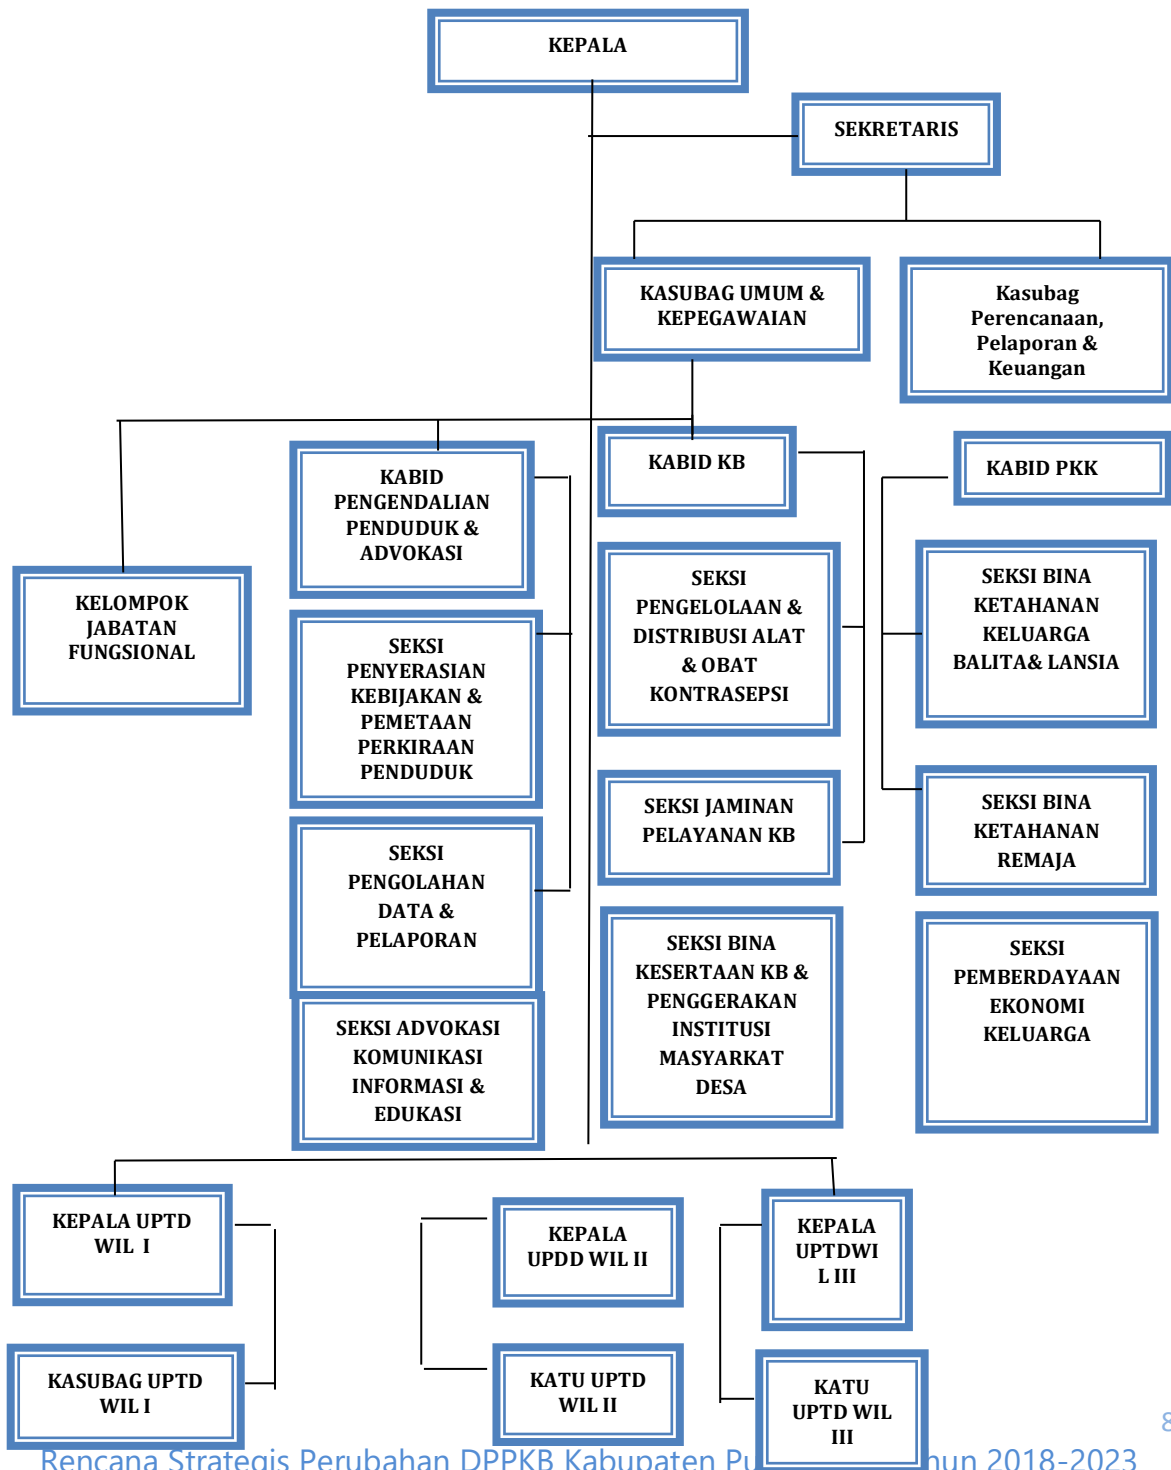 KEPALA
SEKRETARIS
KASUBAG UMUM &
KEPEGAWAIAN
Kasubag
Perencanaan,
Pelaporan &
Keuangan
KABID
PENGENDALIAN
PENDUDUK &
ADVOKASI
KABID KB
KABID PKK
KELOMPOK
JABATAN
FUNGSIONAL
SEKSI
PENYERASIAN
KEBIJAKAN &
PEMETAAN
PERKIRAAN
PENDUDUK
SEKSI
PENGELOLAAN &
DISTRIBUSI ALAT
& OBAT
KONTRASEPSI
SEKSI BINA
KETAHANAN
KELUARGA
BALITA& LANSIA
SEKSI
PENGOLAHAN
DATA &
PELAPORAN
SEKSI JAMINAN
PELAYANAN KB
SEKSI BINA
KETAHANAN
REMAJA
SEKSI ADVOKASI
KOMUNIKASI
INFORMASI &
EDUKASI
SEKSI BINA
KESERTAAN KB &
PENGGERAKAN
INSTITUSI
MASYARKAT
DESA
SEKSI
PEMBERDAYAAN
EKONOMI
KELUARGA
KEPALA UPTD
WIL I
KEPALA
UPDD WIL II
KEPALA
UPTDWI
L III
KASUBAG UPTD
WIL I
KATU UPTD
WIL II
KATU
UPTD WIL
III
8
Rencana Strategis Perubahan DPPKB Kabupaten 2018-2023